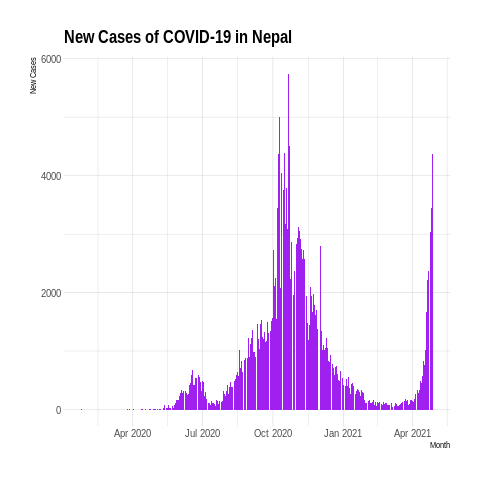 New Cases of COVID-19 in Nepal
New Cases
6000
4000
2000
0
Apr 2020 Jul 2020 Oct 2020 Jan 2021 Apr 2021
Month